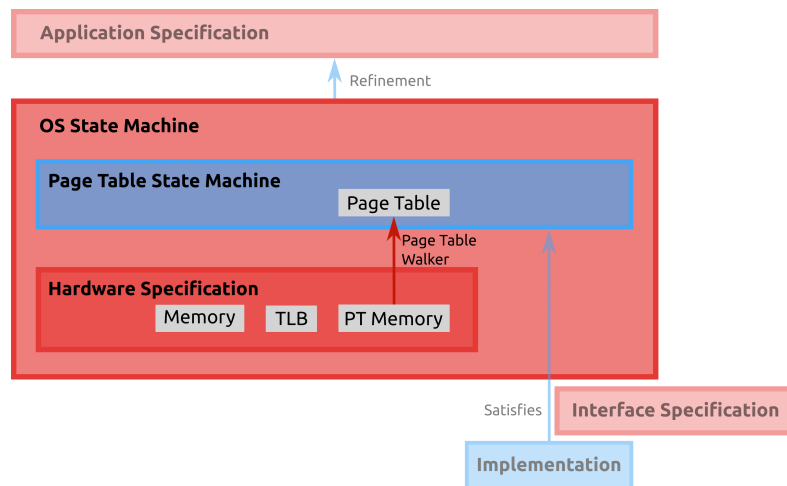 Application Specification
Refinement
OS State Machine
Page Table State Machine
Page Table
Page Table
Walker
Hardware Specification
Memory
TLB
PT Memory
Satisfies
Interface Specification
Implementation